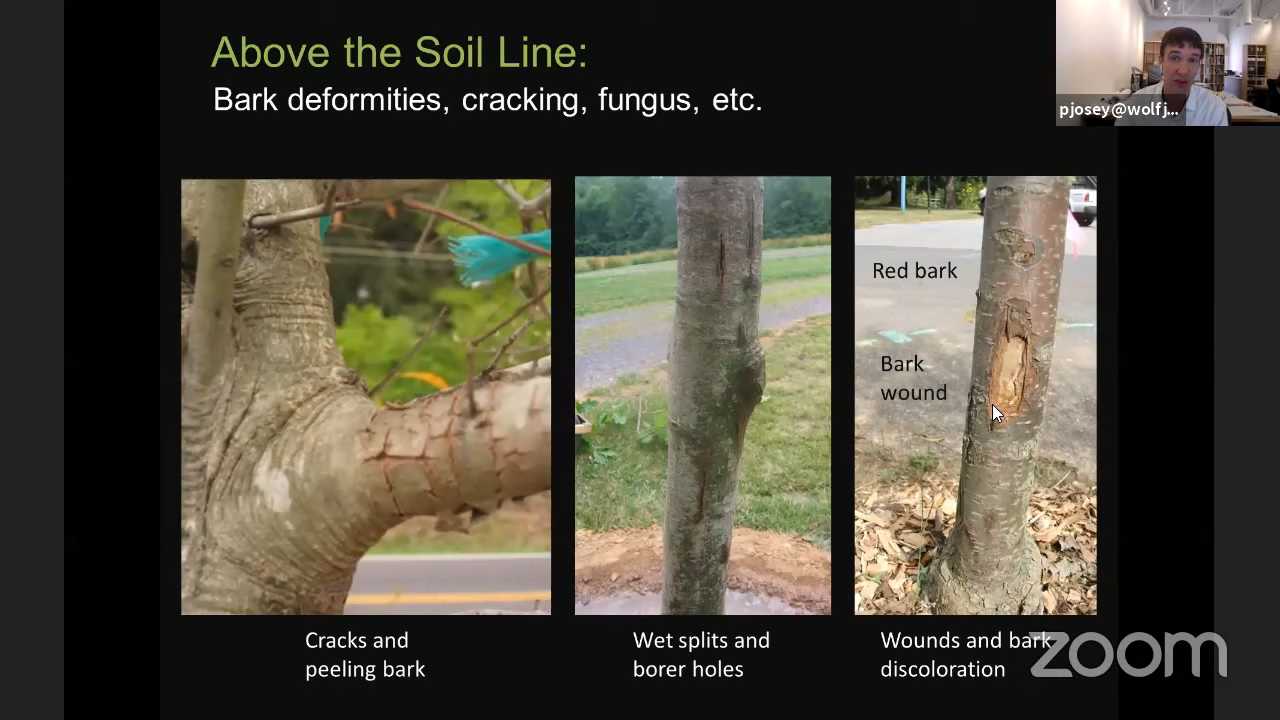 Above the Soil Line:
Bark deformities, cracking, fungus, etc.
pjosey@wolfj...
Red bark
Bark
wound
Cracks and
peeling bark
Wet splits and
borer holes
Wounds and bark
discoloration
zoom